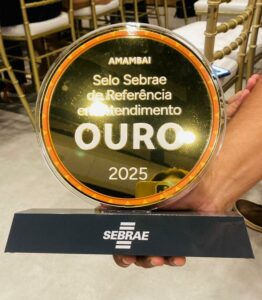 AMAMBAI
Selo Sebrae
de Referência
em Atendimento
OURO
2025
SEBRAE